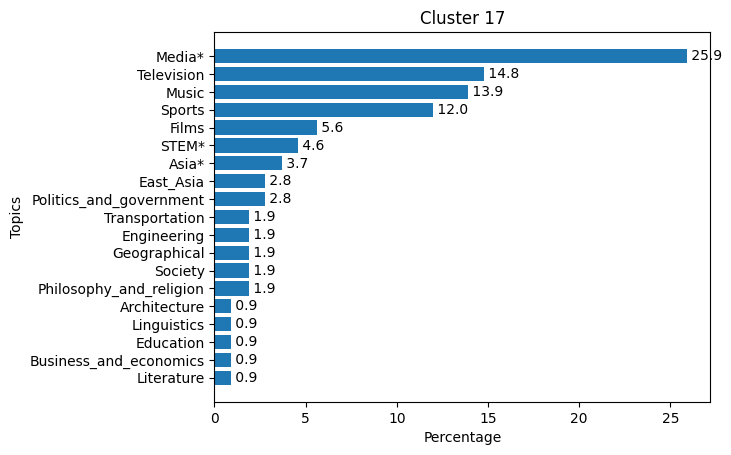 Cluster 17
Media* 25.9
Television 14.8
Music 13.9
Sports 12.0
Films 5.6
STEM* 4.6
Asia* 3.7
East_Asia 2.8
Politics_and_government 2.8
Transportation 1.9
Engineering 1.9
Geographical 1.9
Society 1.9
Philosophy_and_religion 1.9
Architecture 0.9
Linguistics 0.9
Education 0.9
Business_and_economics 0.9
Literature 0.9
Topics
0 5 10 15 20 25
Percentage